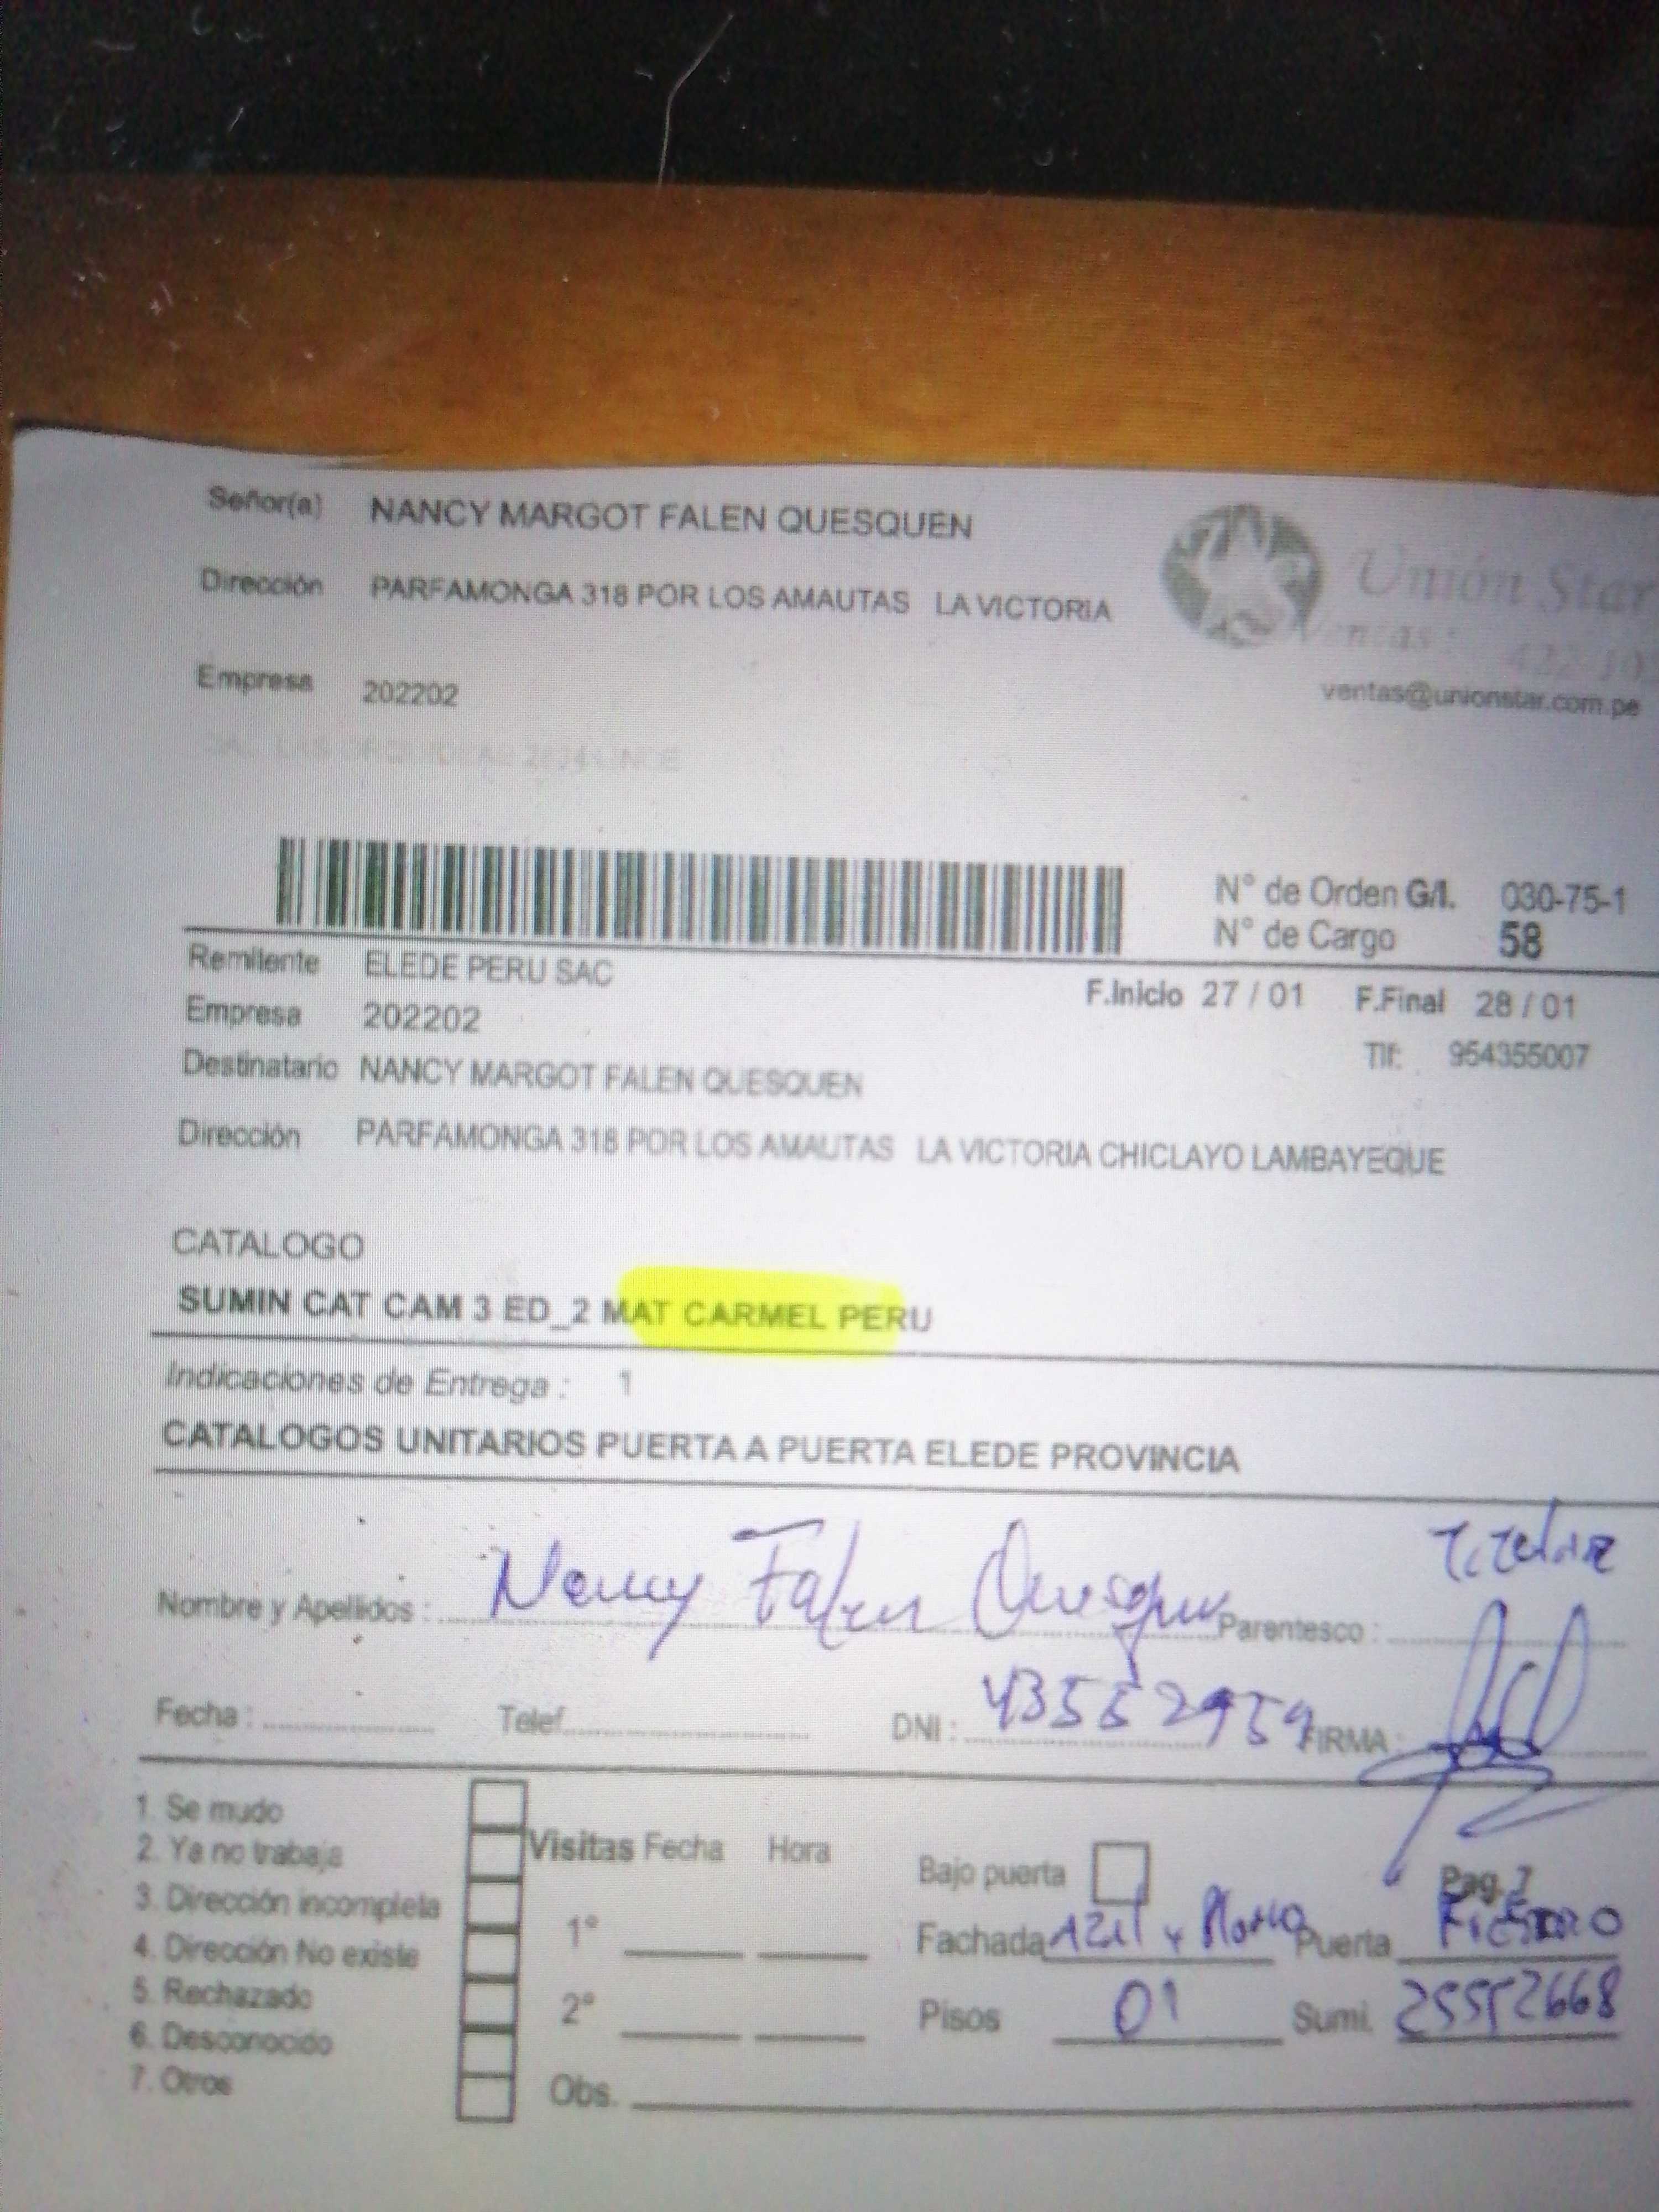 Señor(a) NANCY MARGOT FALEN QUESQUEN
Dirección PARFAMONGA 318 POR LOS AMAUTAS LA VICTORIA
Unión Star
Ventas:
Empresa 202202
ventas@unionstar.com.pe
N° de Orden G/I. 030-75-1
N° de Cargo 58
Remitente ELEDE PERU SAC
F.Inicio 27 / 01 F.Final 28 / 01
Empresa 202202
Tlf: 954355007
Destinatario NANCY MARGOT FALEN QUESQUEN
Dirección PARFAMONGA 318 POR LOS AMAUTAS LA VICTORIA CHICLAYO LAMBAYEQUE
CATALOGO
SUMIN CAT CAM 3 ED_2 MAT CARMEL PERU
Indicaciones de Entrega : 1
CATALOGOS UNITARIOS PUERTA A PUERTA ELEDE PROVINCIA
Nombre y Apellidos : Nancy Falen Quesquen Parentesco :
Fecha : Telef. DNI : FIRMA :
1. Se mudo
2. Ya no trabaja
3. Dirección incompleta
4. Dirección No existe
5. Rechazado
6. Desconocido
7. Otros
Visitas Fecha Hora
1°
2°
Obs.
Bajo puerta
Pag. 7
Fachada Puerta
Pisos 01 Sumi. 25552668